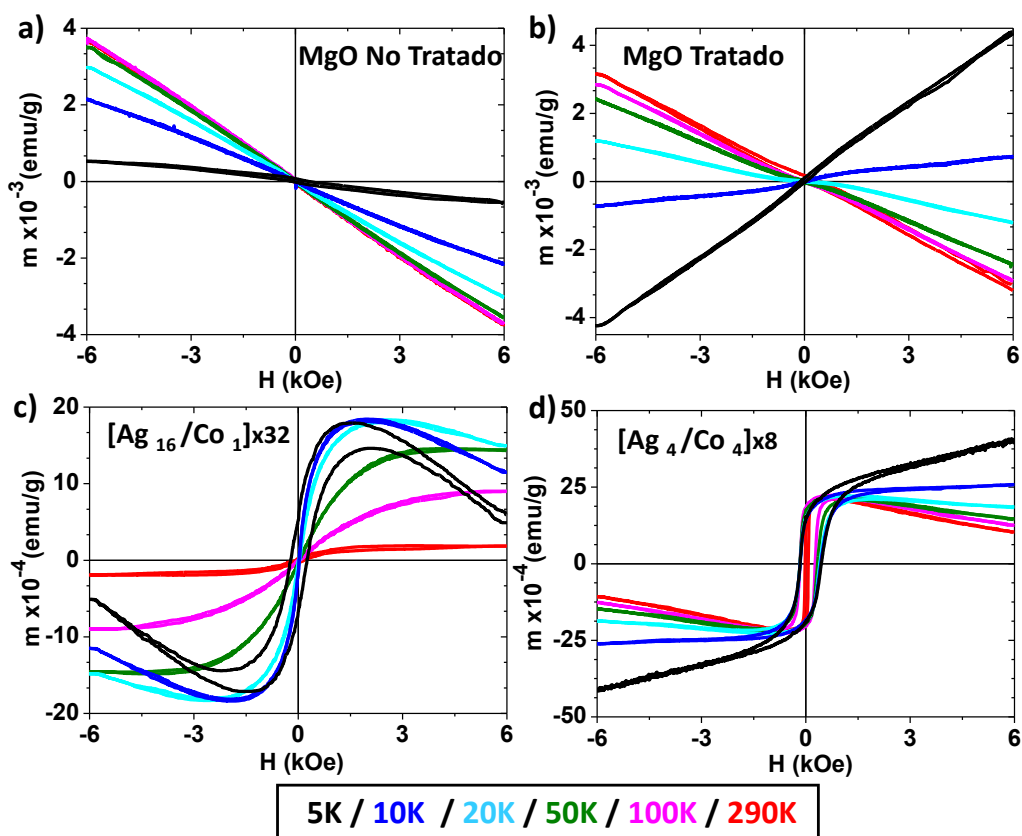 a)
MgO No Tratado
m x10-3 (emu/g)
4
2
0
-2
-4
-6 -3 0 3 6
H (kOe)
b)
MgO Tratado
m x10-3 (emu/g)
4
2
0
-2
-4
-6 -3 0 3 6
H (kOe)
c)
[Ag 16 /Co 1]x32
m x10-4 (emu/g)
20
10
0
-10
-20
-6 -3 0 3 6
H (kOe)
d)
[Ag 4 /Co 4]x8
m x10-4 (emu/g)
50
25
0
-25
-50
-6 -3 0 3 6
H (kOe)
5K / 10K / 20K / 50K / 100K / 290K